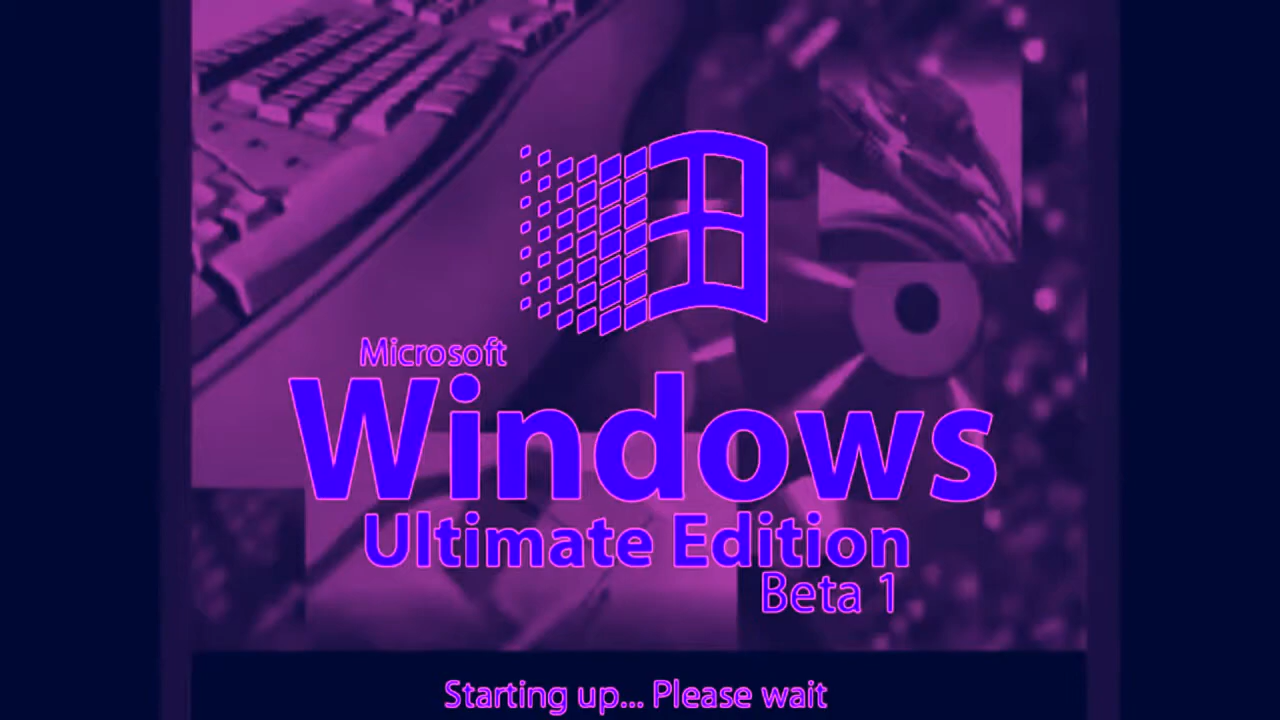 Microsoft
Windows
Ultimate Edition
Beta 1
Starting up... Please wait